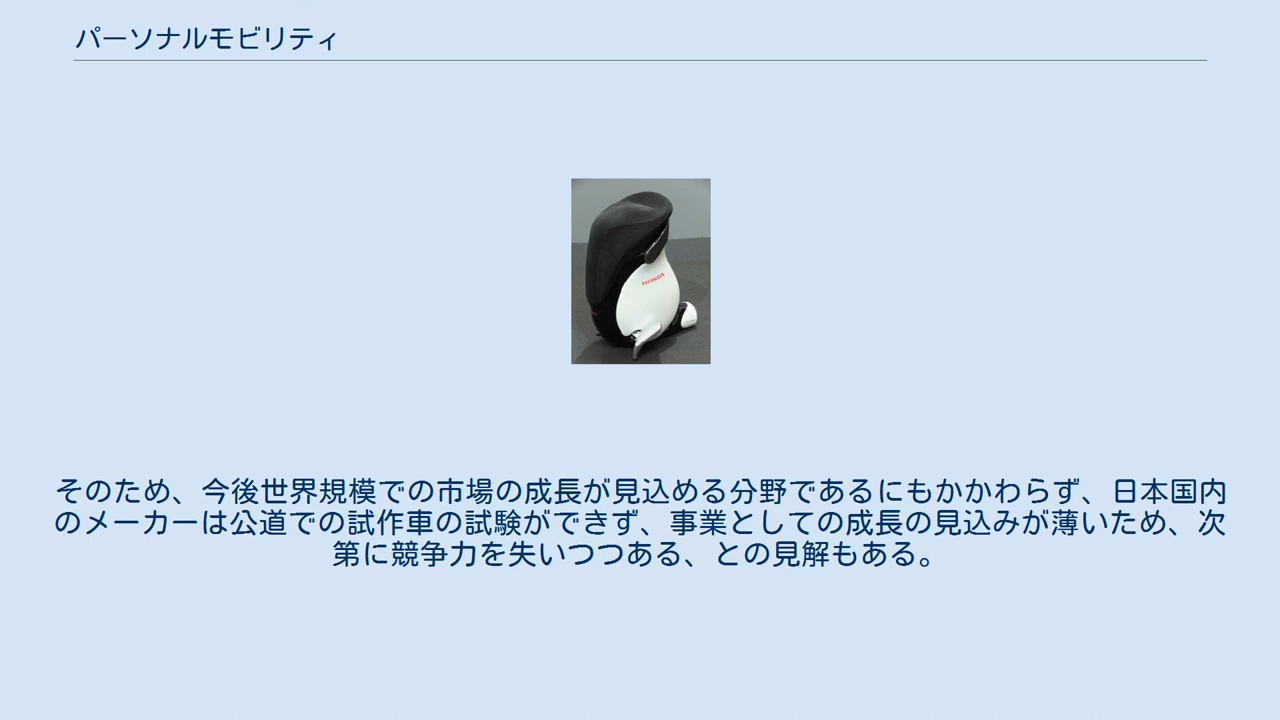 パーソナルモビリティ
HONDA
そのため、今後世界規模での市場の成長が見込める分野であるにもかかわらず、日本国内
のメーカーは公道での試作車の試験ができず、事業としての成長の見込みが薄いため、次
第に競争力を失いつつある、との見解もある。